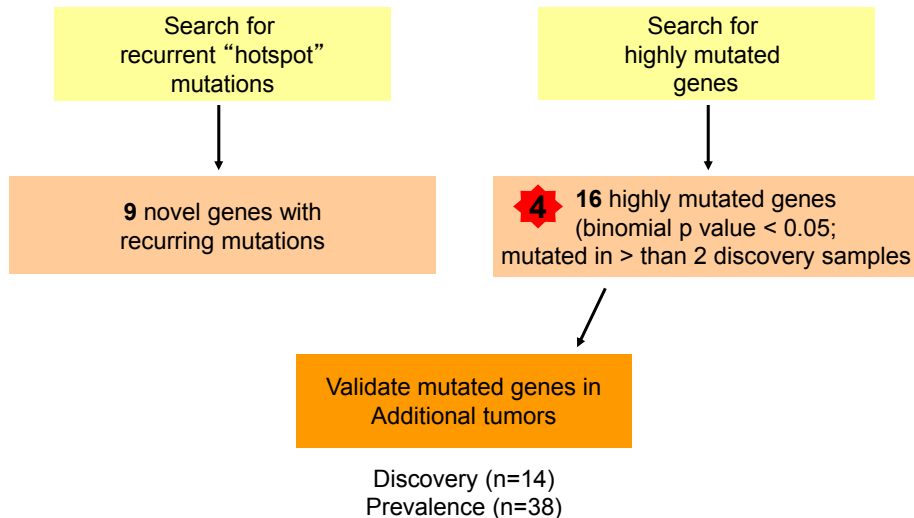 Search for
recurrent “hotspot”
mutations
Search for
highly mutated
genes
9 novel genes with
recurring mutations
4
16 highly mutated genes
(binomial p value < 0.05;
mutated in > than 2 discovery samples
Validate mutated genes in
Additional tumors
Discovery (n=14)
Prevalence (n=38)